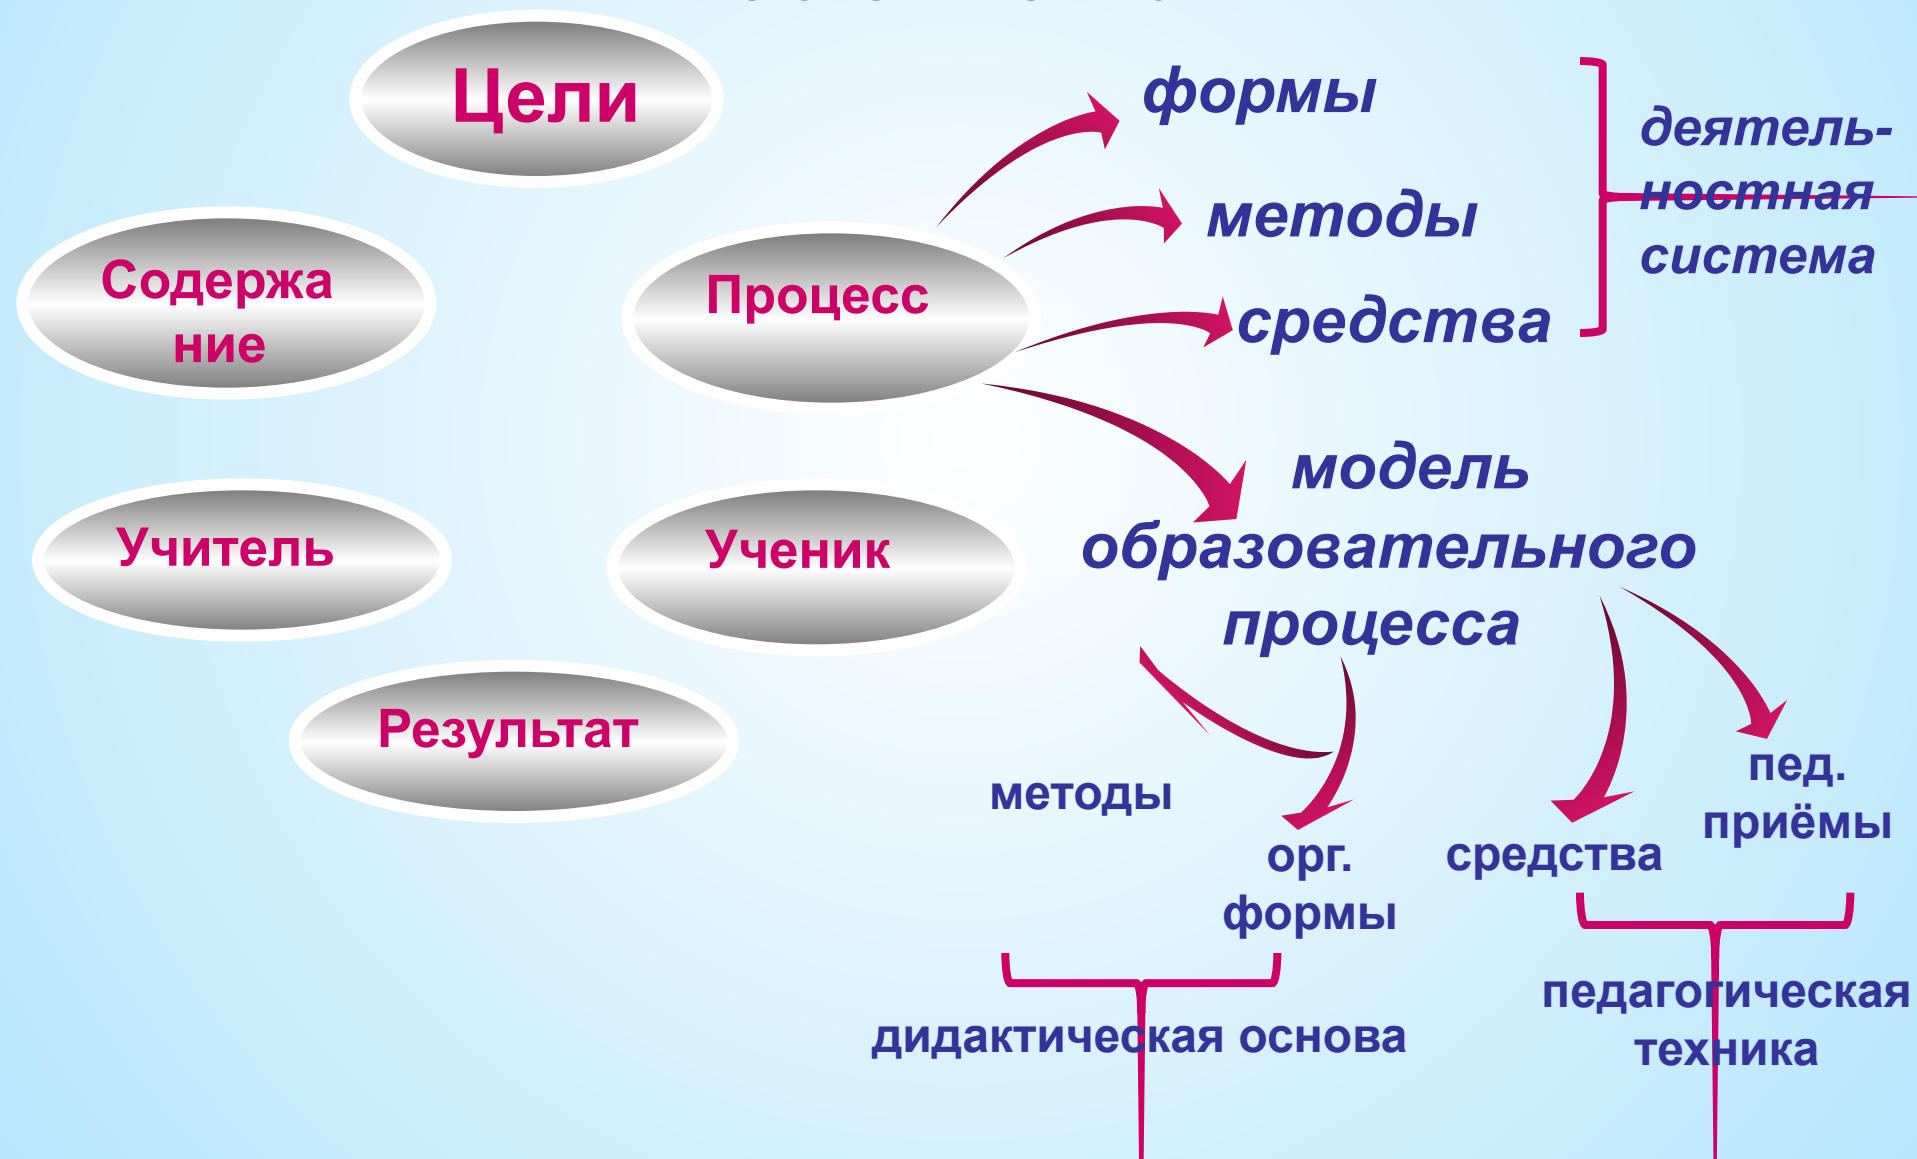 Цели
формы
деятель-
ностная
система
методы
средства
Содержа
ние
Процесс
модель
образовательного
процесса
Учитель
Ученик
Результат
методы
орг.
формы
средства
пед.
приёмы
дидактическая основа
педагогическая
техника